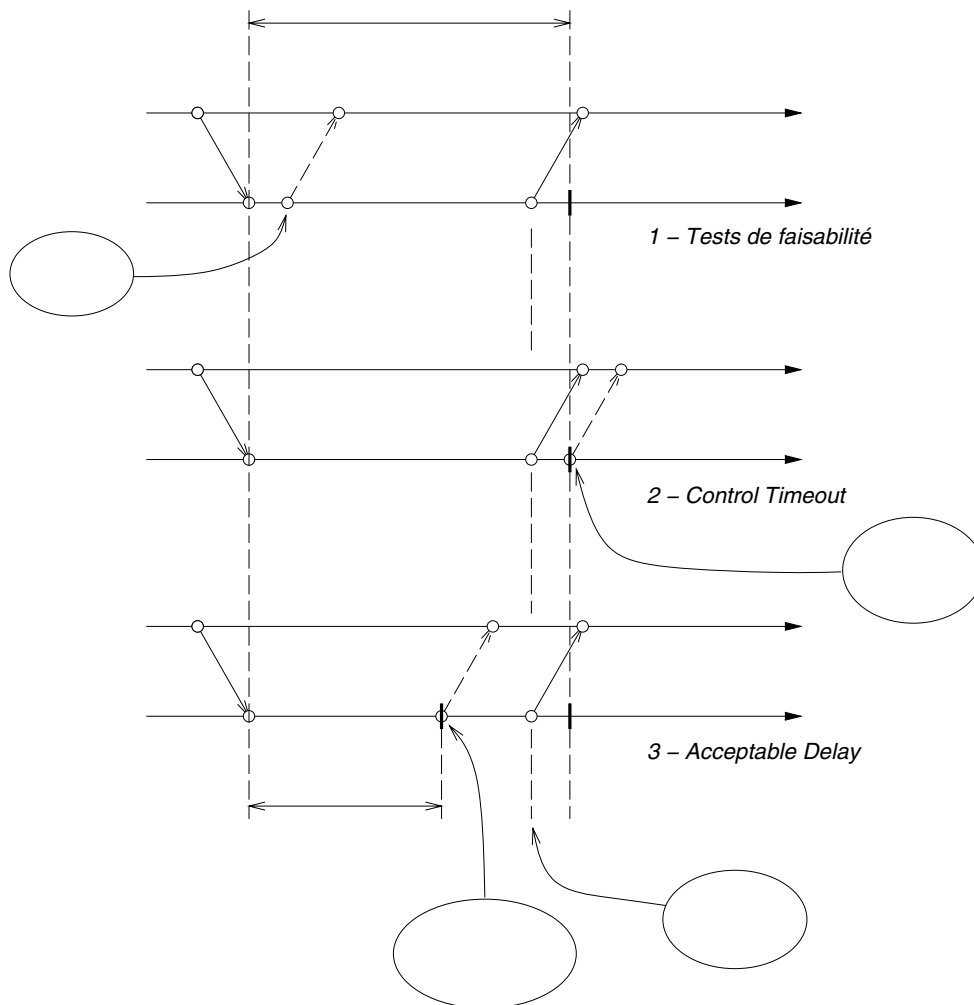 1 – Tests de faisabilité
2 – Control Timeout
3 – Acceptable Delay